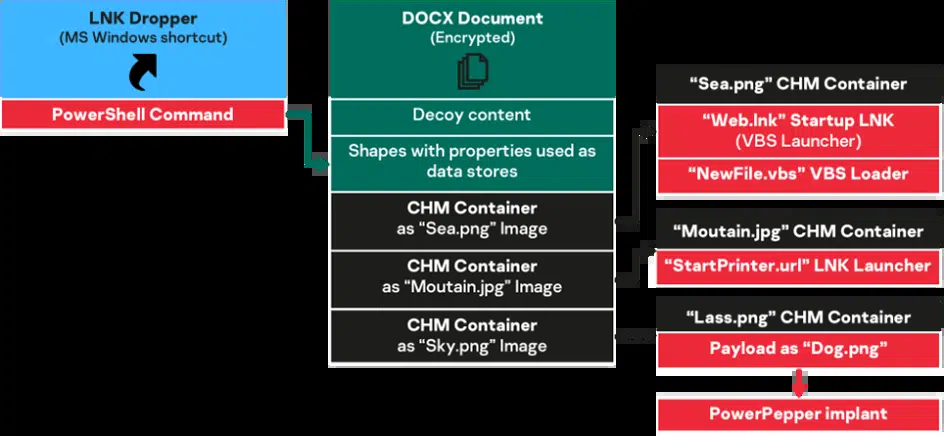 LNK Dropper
(MS Windows shortcut)
PowerShell Command
DOCX Document
(Encrypted)
Decoy content
Shapes with properties used as
data stores
CHM Container
as “Sea.png” Image
CHM Container
as “Moutain.jpg” Image
CHM Container
as “Sky.png” Image
“Sea.png” CHM Container
“Web.lnk” Startup LNK
(VBS Launcher)
“NewFile.vbs” VBS Loader
“Moutain.jpg” CHM Container
“StartPrinter.url” LNK Launcher
“Lass.png” CHM Container
Payload as “Dog.png”
PowerPepper implant